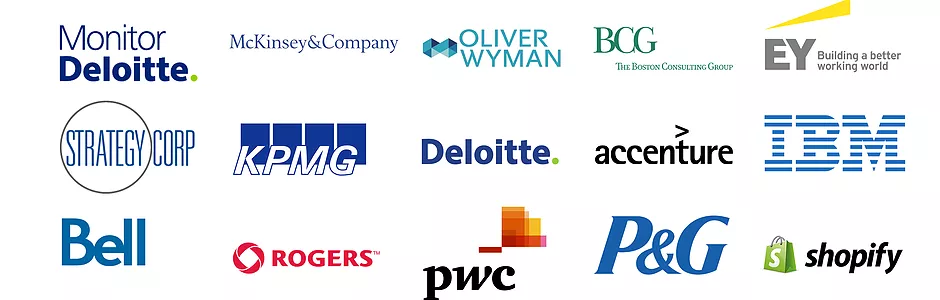 Monitor
Deloitte.
McKinsey&Company
OLIVER
WYMAN
BCG
THE BOSTON CONSULTING GROUP
EY Building a better
working world
STRATEGY CORP
KPMG
Deloitte.
accenture
IBM
Bell
ROGERS™
pwc
P&G
shopify